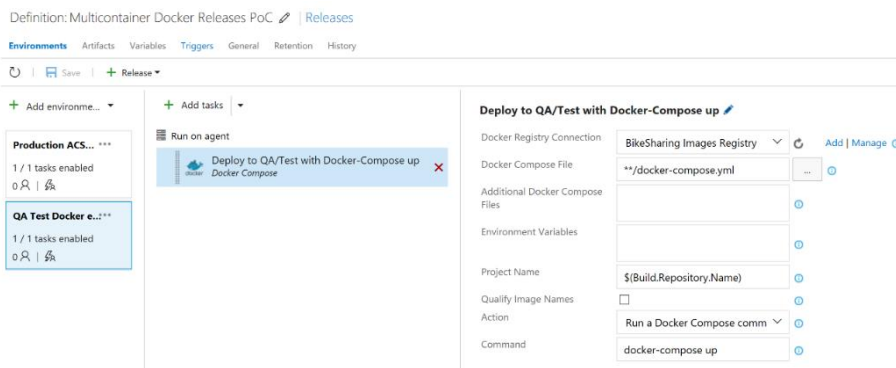 Definition: Multicontainer Docker Releases PoC | Releases
Environments Artifacts Variables Triggers General Retention History
Save | + Release
+ Add environme...
+ Add tasks
Production ACS... ···
1 / 1 tasks enabled
0
QA Test Docker e...···
1 / 1 tasks enabled
0
Run on agent
Deploy to QA/Test with Docker-Compose up
docker Docker Compose
Deploy to QA/Test with Docker-Compose up
Docker Registry Connection BikeSharing Images Registry Add | Manage
Docker Compose File **/docker-compose.yml ...
Additional Docker Compose
Files
Environment Variables
Project Name $(Build.Repository.Name)
Qualify Image Names
Action Run a Docker Compose comm
Command docker-compose up